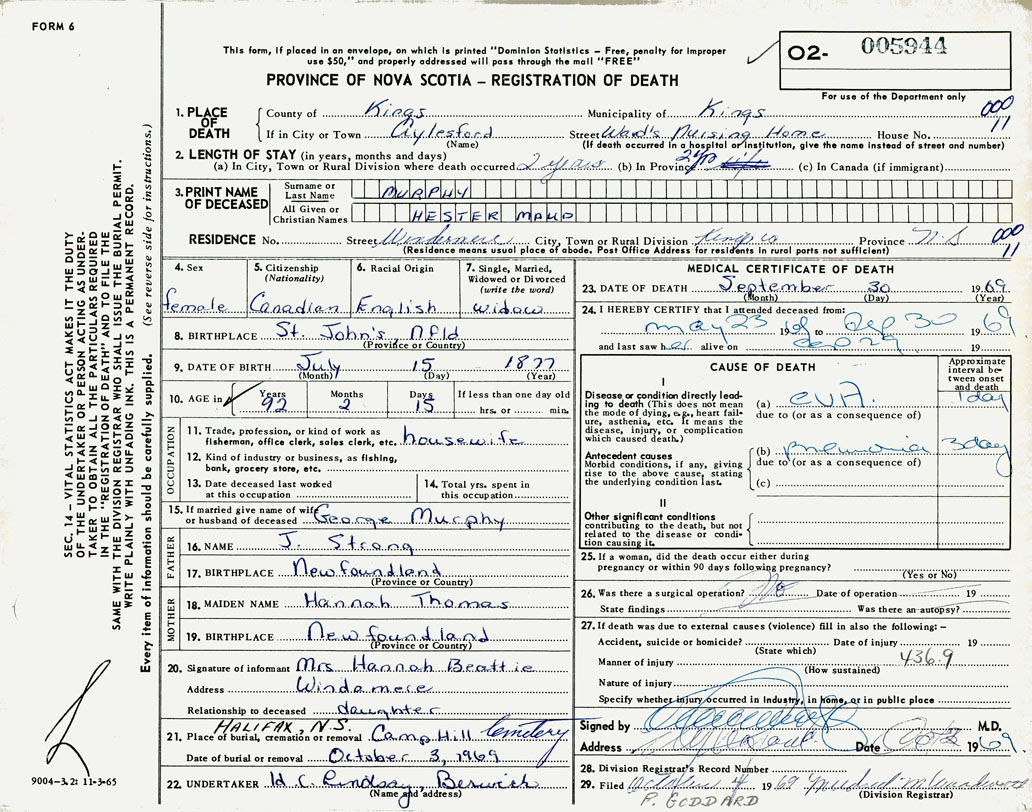 FORM 6
This form, if placed in an envelope, on which is printed "Dominion Statistics – Free, penalty for improper
use $50," and properly addressed will pass through the mail "FREE"
PROVINCE OF NOVA SCOTIA – REGISTRATION OF DEATH
O2- 005944
For use of the Department only
1. PLACE OF DEATH
County of Kings Municipality of Kings 000
If in City or Town Aylesford Street Ward's Nursing Home House No. 11
(Name) (If death occurred in a hospital or institution, give the name instead of street and number)
2. LENGTH OF STAY (in years, months and days)
(a) In City, Town or Rural Division where death occurred 2 years (b) In Province (c) In Canada (if immigrant)
3. PRINT NAME OF DECEASED
Surname or Last Name MURPHY
All Given or Christian Names HESTER MAUD
RESIDENCE No. Street Windermere City, Town or Rural Division Kings Co Province N.S 000
(Residence means usual place of abode. Post Office Address for residents in rural parts not sufficient) 11
4. Sex female
5. Citizenship (Nationality) Canadian
6. Racial Origin English
7. Single, Married, Widowed or Divorced (write the word) widow
8. BIRTHPLACE St. John's, Nfld
(Province or Country)
9. DATE OF BIRTH July 15 1877
(Month) (Day) (Year)
10. AGE in Years 92 Months 2 Days 15 If less than one day old
hrs. or min.
OCCUPATION
11. Trade, profession, or kind of work as
fisherman, office clerk, sales clerk, etc. housewife
12. Kind of industry or business, as fishing,
bank, grocery store, etc.
13. Date deceased last worked
at this occupation
14. Total yrs. spent in
this occupation
15. If married give name of wife
or husband of deceased George Murphy
FATHER
16. NAME J. Strong
17. BIRTHPLACE Newfoundland
(Province or Country)
MOTHER
18. MAIDEN NAME Hannah Thomas
19. BIRTHPLACE Newfoundland
(Province or Country)
20. Signature of informant Mrs Hannah Beattie
Address Windamere
Relationship to deceased daughter
HALIFAX, N.S.
21. Place of burial, cremation or removal Camp Hill Cemetery
Date of burial or removal October 3, 1969
22. UNDERTAKER W. C. Lindsay, Berwick
(Name and address)
MEDICAL CERTIFICATE OF DEATH
23. DATE OF DEATH September 30 1969
(Month) (Day) (Year)
24. I HEREBY CERTIFY that I attended deceased from:
May 23 19 69 to Sep 30 19 69
and last saw her alive on Sep 29 19
CAUSE OF DEATH
Approximate interval between onset and death
I
Disease or condition directly leading
to death (This does not mean
the mode of dying, e.g., heart failure,
asthenia, etc. It means the
disease, injury, or complication
which caused death.)
(a) C.V.A. 1 day
due to (or as a consequence of)
Antecedent causes
Morbid conditions, if any, giving
rise to the above cause, stating
the underlying condition last.
(b) pneumonia 3 day
due to (or as a consequence of)
(c)
II
Other significant conditions
contributing to the death, but not
related to the disease or condition
causing it.
25. If a woman, did the death occur either during
pregnancy or within 90 days following pregnancy?
(Yes or No)
26. Was there a surgical operation? No Date of operation 19
State findings Was there an autopsy?
27. If death was due to external causes (violence) fill in also the following: –
Accident, suicide or homicide? Date of injury 19
(State which)
Manner of injury 436.9
(How sustained)
Nature of injury
Specify whether injury occurred in industry, in home, or in public place
Signed by M.D.
Address Date Oct 2 1969.
28. Division Registrar's Record Number
29. Filed October 4 1969
(Division Registrar)
P. GODDARD
SEC. 14 – VITAL STATISTICS ACT MAKES IT THE DUTY
OF THE UNDERTAKER OR PERSON ACTING AS UNDERTAKER
TO OBTAIN ALL THE PARTICULARS REQUIRED
IN THE "REGISTRATION OF DEATH" AND TO FILE THE
SAME WITH THE DIVISION REGISTRAR WHO SHALL ISSUE THE BURIAL PERMIT.
WRITE PLAINLY WITH UNFADING INK. THIS IS A PERMANENT RECORD.
Every item of information should be carefully supplied. (See reverse side for instructions.)
9004-3.2: 11-3-65